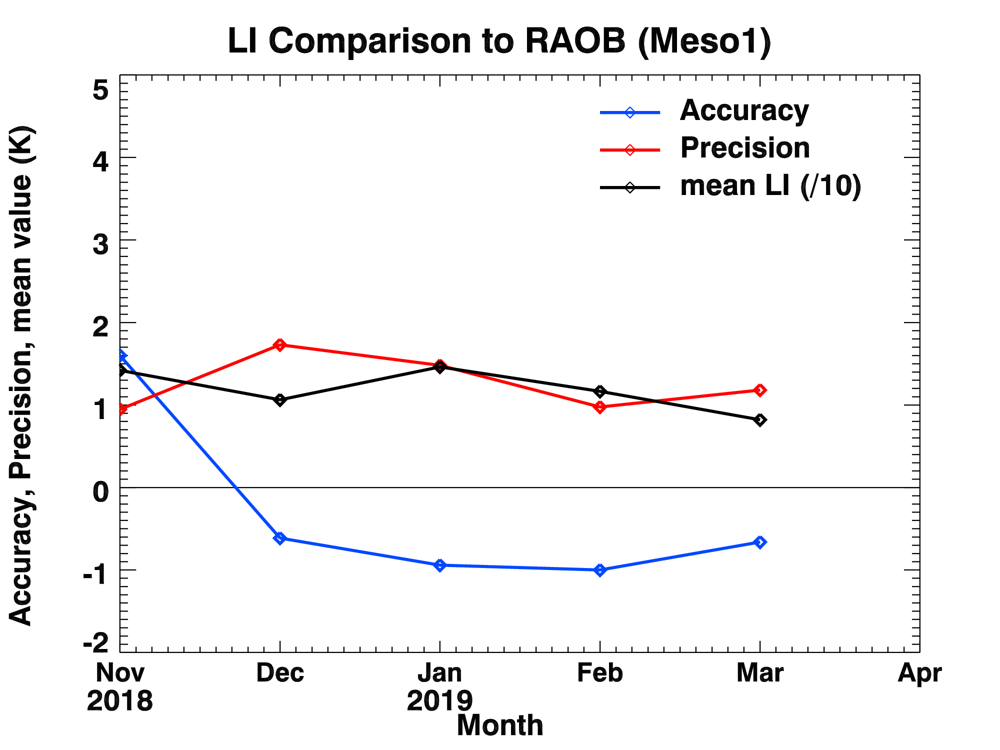 LI Comparison to RAOB (Meso1)
Accuracy, Precision, mean value (K)
5
4
3
2
1
0
-1
-2
Accuracy
Precision
mean LI (/10)
Nov Dec Jan Feb Mar Apr
2018 2019
Month